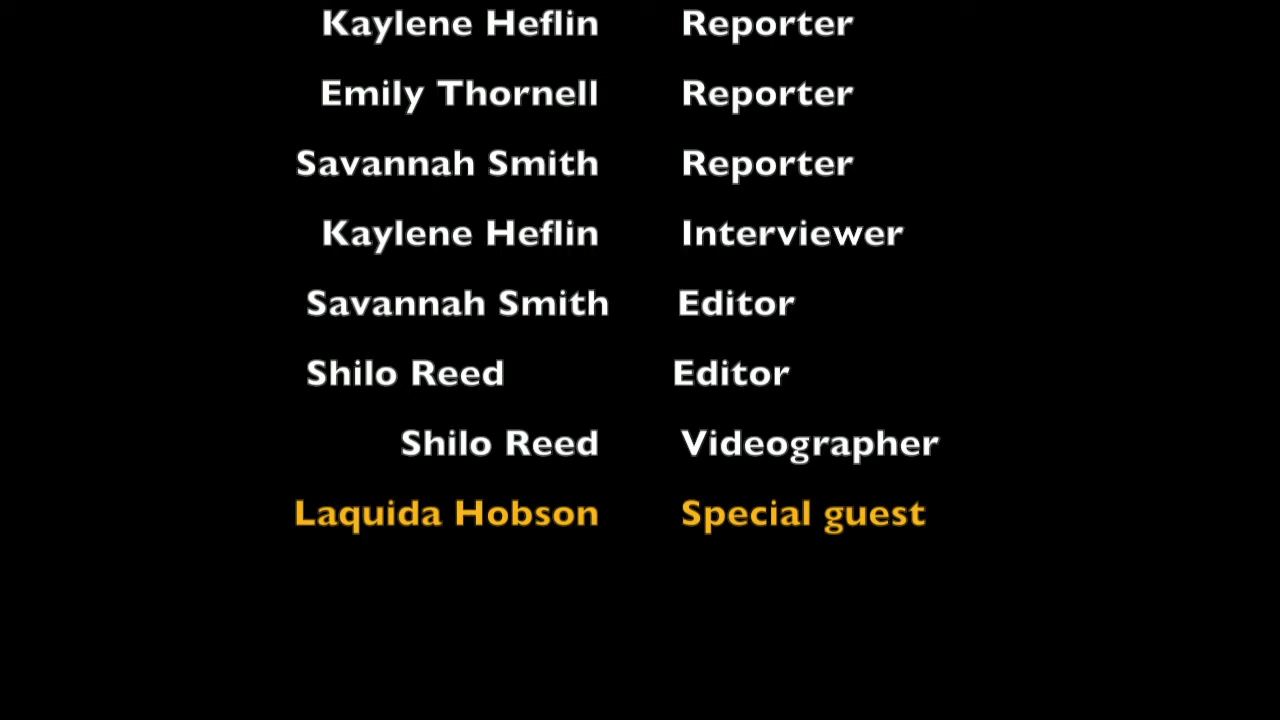 Kaylene Heflin Reporter
Emily Thornell Reporter
Savannah Smith Reporter
Kaylene Heflin Interviewer
Savannah Smith Editor
Shilo Reed Editor
Shilo Reed Videographer
Laquida Hobson Special guest